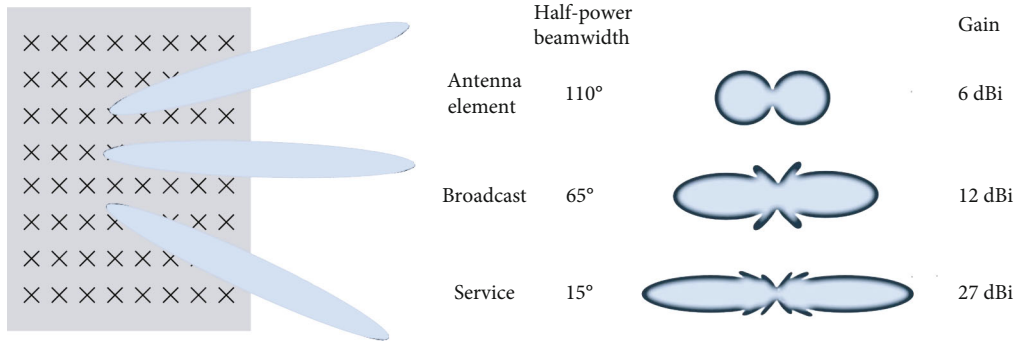 Half-power
beamwidth
Gain
Antenna
element
110°
6 dBi
Broadcast
65°
12 dBi
Service
15°
27 dBi